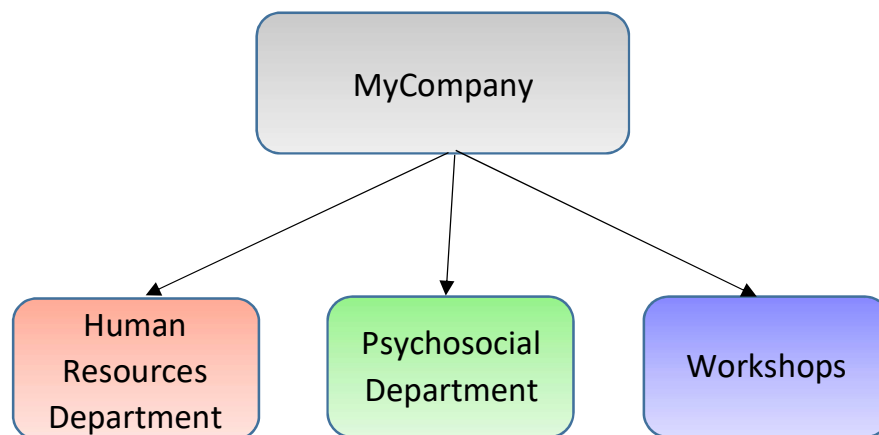 MyCompany
Human
Resources
Department
Psychosocial
Department
Workshops